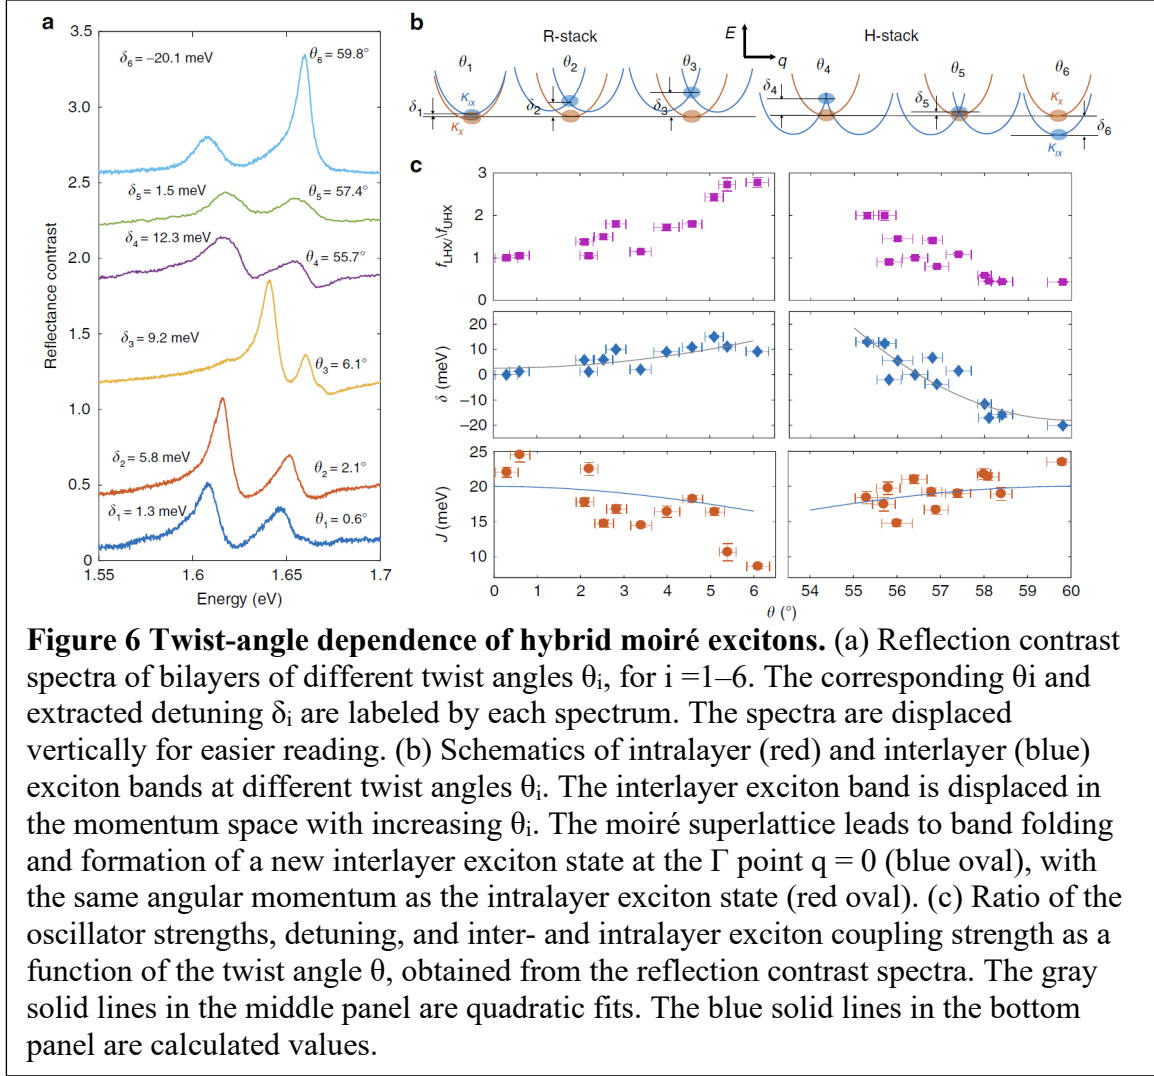 a
3.5
3.0
2.5
2.0
1.5
1.0
0.5
0
Reflectance contrast
δ6 = −20.1 meV
θ6 = 59.8°
δ5 = 1.5 meV
θ5 = 57.4°
δ4 = 12.3 meV
θ4 = 55.7°
δ3 = 9.2 meV
θ3 = 6.1°
δ2 = 5.8 meV
θ2 = 2.1°
δ1 = 1.3 meV
θ1 = 0.6°
1.55 1.6 1.65 1.7
Energy (eV)
b
R-stack
E
q
H-stack
θ1 θ2 θ3 θ4 θ5 θ6
δ1 KIX KX δ2 δ3 δ4 δ5 KX KIX δ6
c
3
2
1
0
fLHX\fUHX
20
10
0
−10
−20
δ (meV)
25
20
15
10
J (meV)
0 1 2 3 4 5 6 54 55 56 57 58 59 60
θ (°)
Figure 6 Twist-angle dependence of hybrid moiré excitons. (a) Reflection contrast
spectra of bilayers of different twist angles θi, for i =1–6. The corresponding θi and
extracted detuning δi are labeled by each spectrum. The spectra are displaced
vertically for easier reading. (b) Schematics of intralayer (red) and interlayer (blue)
exciton bands at different twist angles θi. The interlayer exciton band is displaced in
the momentum space with increasing θi. The moiré superlattice leads to band folding
and formation of a new interlayer exciton state at the Γ point q = 0 (blue oval), with
the same angular momentum as the intralayer exciton state (red oval). (c) Ratio of the
oscillator strengths, detuning, and inter- and intralayer exciton coupling strength as a
function of the twist angle θ, obtained from the reflection contrast spectra. The gray
solid lines in the middle panel are quadratic fits. The blue solid lines in the bottom
panel are calculated values.